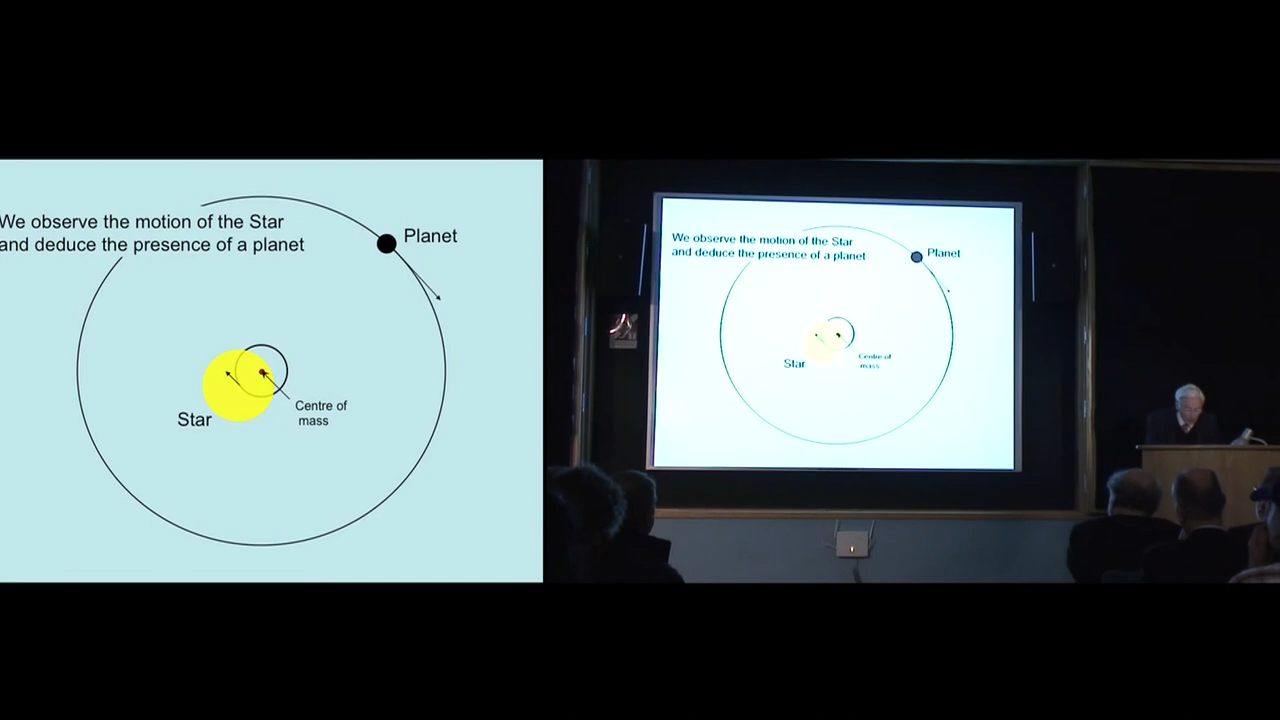 We observe the motion of the Star
and deduce the presence of a planet
Planet
Centre of
mass
Star
We observe the motion of the Star
and deduce the presence of a planet
Planet
Centre of
mass
Star